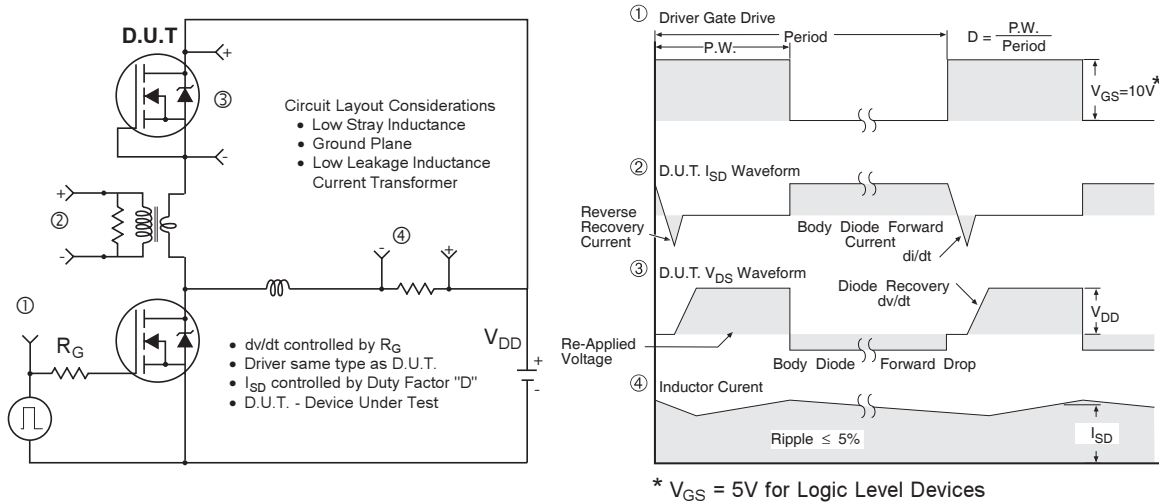 D.U.T
+
③
-
Circuit Layout Considerations
• Low Stray Inductance
• Ground Plane
• Low Leakage Inductance
Current Transformer
+
②
-
④
-
+
①
R_G
V_DD
+
-
• dv/dt controlled by R_G
• Driver same type as D.U.T.
• I_SD controlled by Duty Factor "D"
• D.U.T. - Device Under Test
① Driver Gate Drive
P.W.
Period
D = P.W. / Period
V_GS=10V*
② D.U.T. I_SD Waveform
Reverse
Recovery
Current
Body Diode Forward
Current
di/dt
③ D.U.T. V_DS Waveform
Diode Recovery
dv/dt
V_DD
Re-Applied
Voltage
Body Diode Forward Drop
④ Inductor Curent
Ripple ≤ 5%
I_SD
* V_GS = 5V for Logic Level Devices